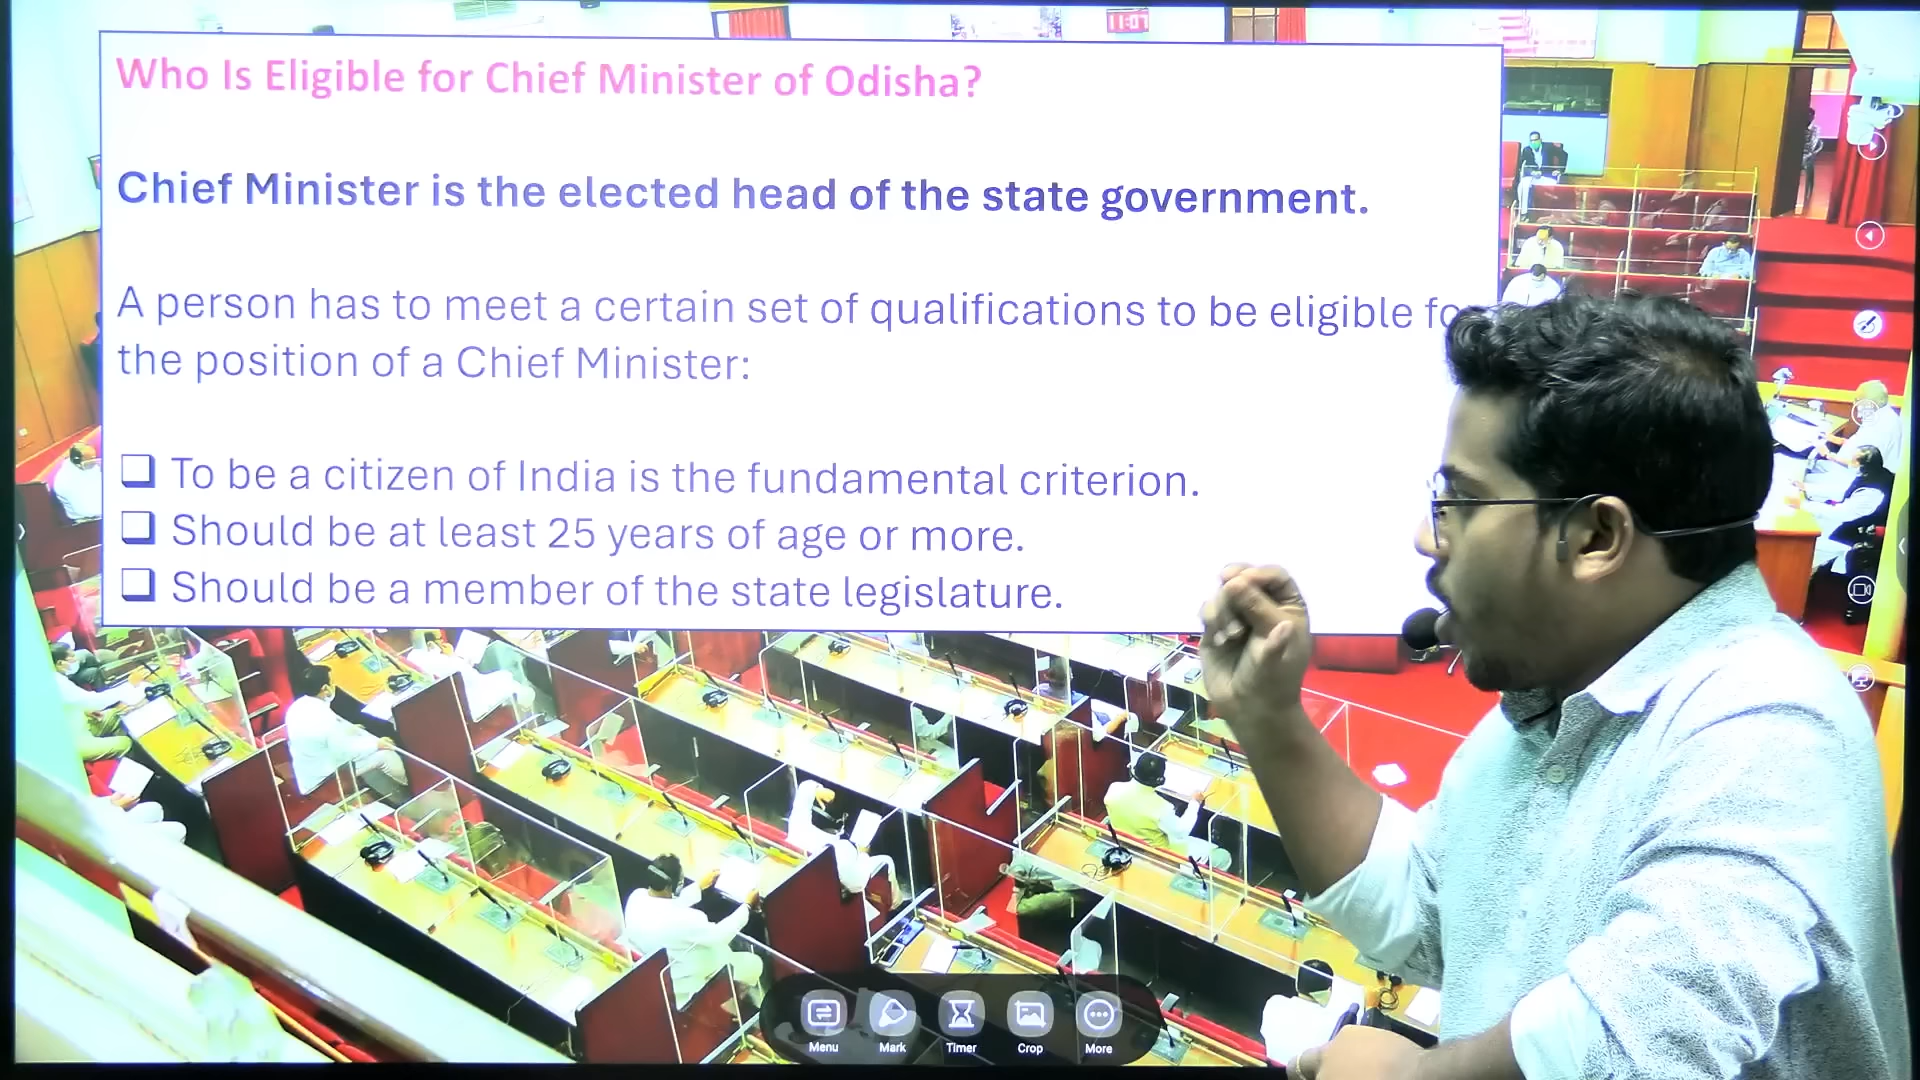 11:07
Who Is Eligible for Chief Minister of Odisha?
Chief Minister is the elected head of the state government.
A person has to meet a certain set of qualifications to be eligible fo
the position of a Chief Minister:
❑ To be a citizen of India is the fundamental criterion.
❑ Should be at least 25 years of age or more.
❑ Should be a member of the state legislature.
Menu Mark Timer Crop More